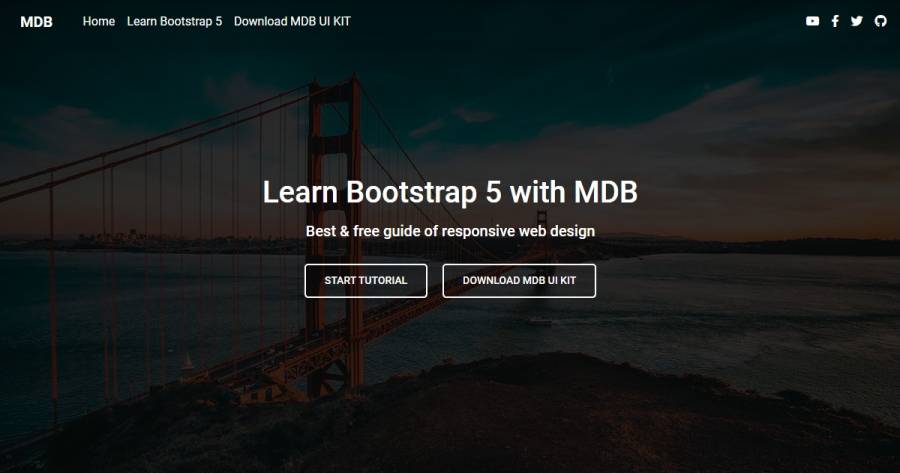 MDB Home Learn Bootstrap 5 Download MDB UI KIT
Learn Bootstrap 5 with MDB
Best & free guide of responsive web design
START TUTORIAL DOWNLOAD MDB UI KIT